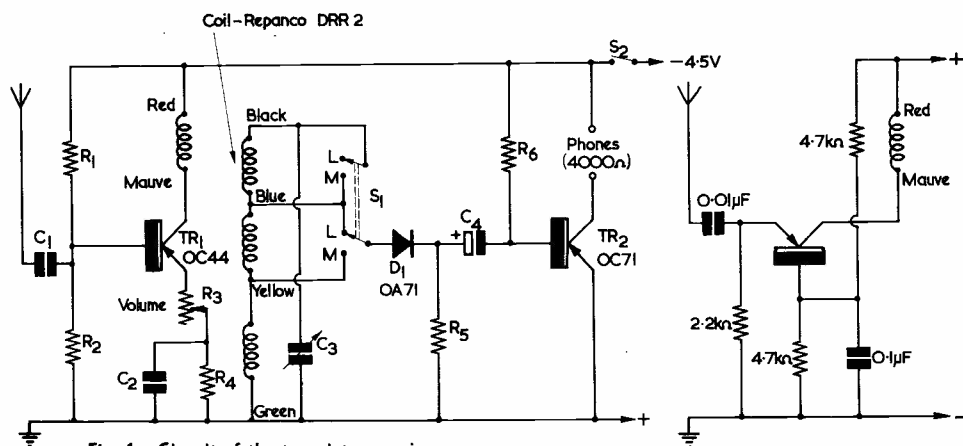 Coil-Repanco DRR 2
S2
-4.5V
Red
Black
Red
R1
L
R6
Phones
(4000Ω)
4.7kΩ
Mauve
M
S1
Mauve
Blue
0.01µF
C1
TR1
OC44
L
+
C4
TR2
OC71
M
D1
OA71
Volume
R3
Yellow
R2
R5
2.2kΩ
C2
R4
C3
4.7kΩ
0.1µF
Green
+
+
-